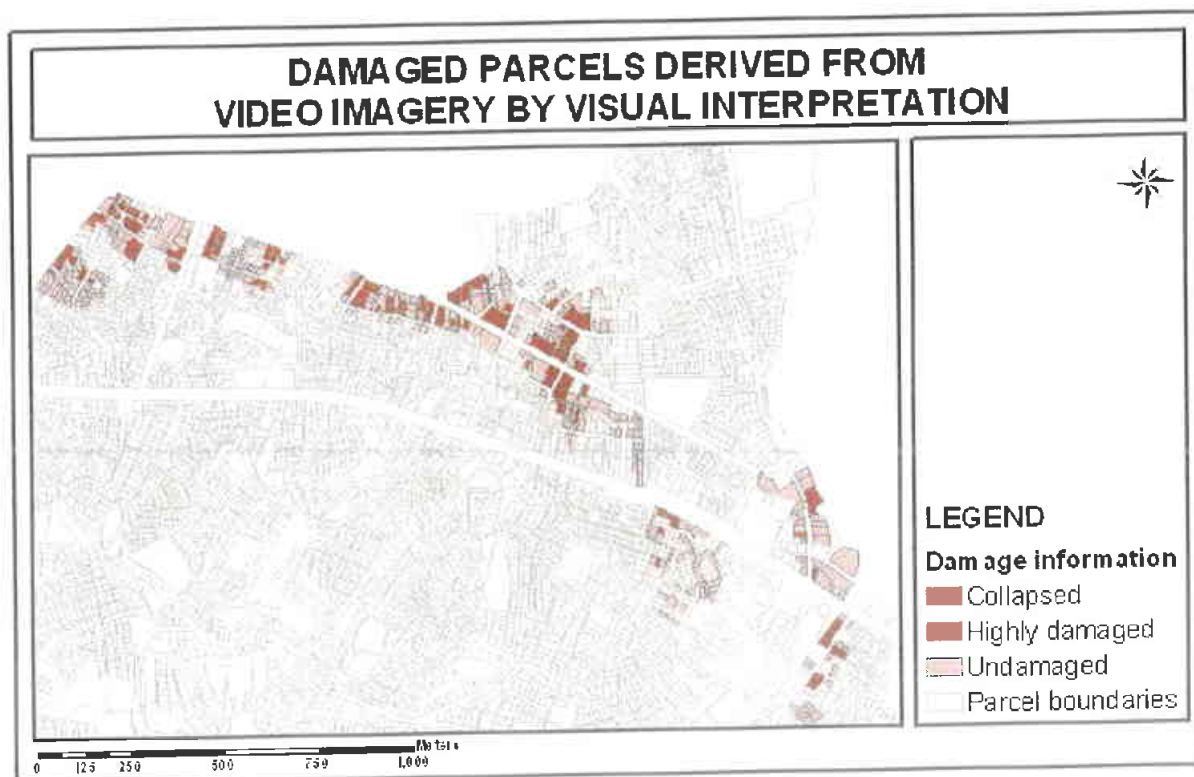 DAMAGED PARCELS DERIVED FROM
VIDEO IMAGERY BY VISUAL INTERPRETATION
LEGEND
Damage information
Collapsed
Highly damaged
Undamaged
Parcel boundaries
Meters
0 125 250 500 750 1,000